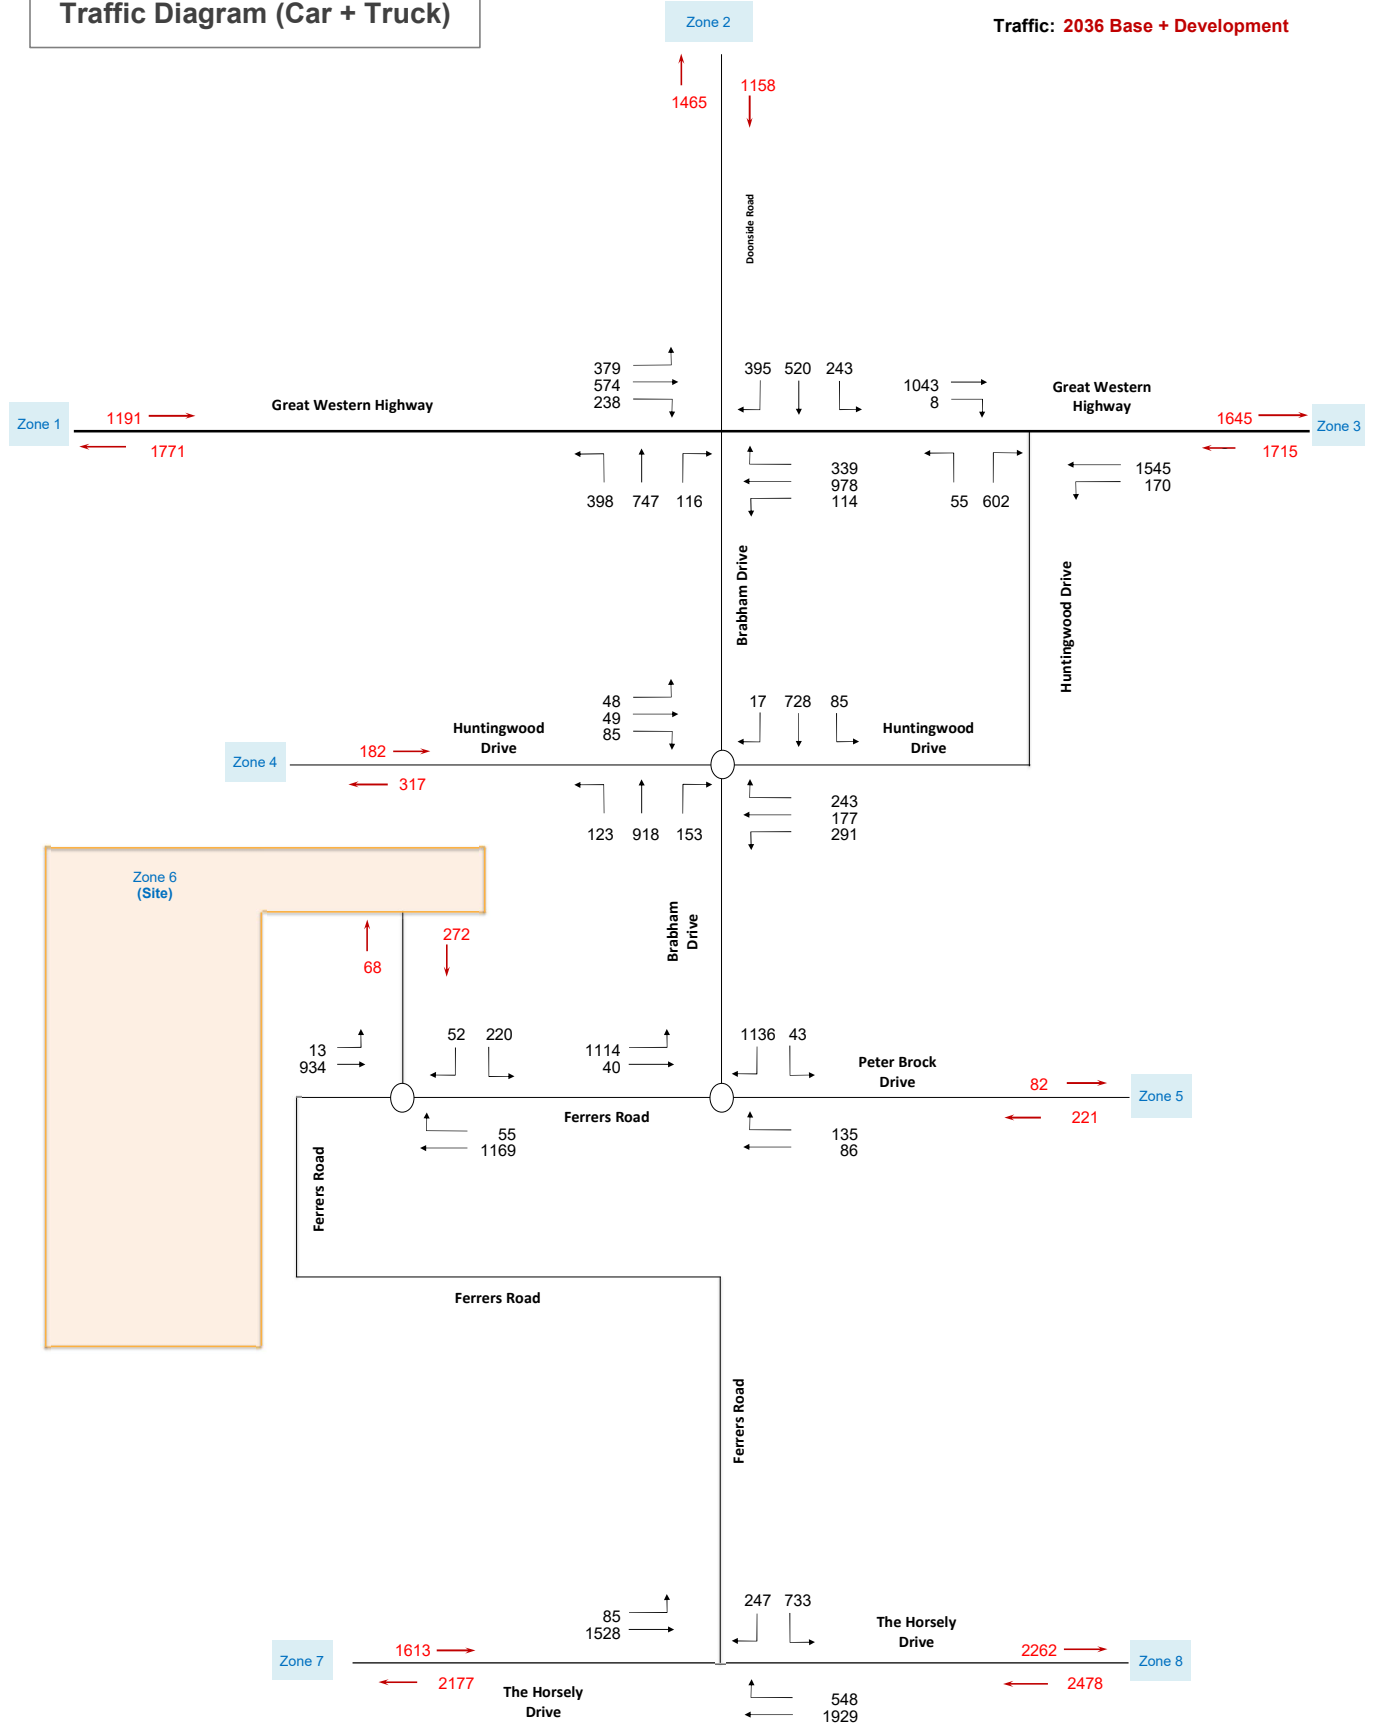 Traffic Diagram (Car + Truck)
Zone 2
Traffic: 2036 Base + Development
1465
1158
Doonside Road
379
574
238
395 520 243
1043
8
Great Western
Highway
Great Western Highway
Zone 1
1191
1771
1645
1715
Zone 3
398 747 116
339
978
114
55 602
1545
170
Brabham Drive
Huntingwood Drive
48
49
85
17 728 85
Huntingwood
Drive
Huntingwood
Drive
Zone 4
182
317
123 918 153
243
177
291
Zone 6
(Site)
Brabham
Drive
68
272
13
934
52 220
1114
40
1136 43
Peter Brock
Drive
82
221
Zone 5
Ferrers Road
55
1169
135
86
Ferrers Road
Ferrers Road
Ferrers Road
85
1528
247 733
The Horsely
Drive
Zone 7
1613
2177
2262
2478
Zone 8
The Horsely
Drive
548
1929